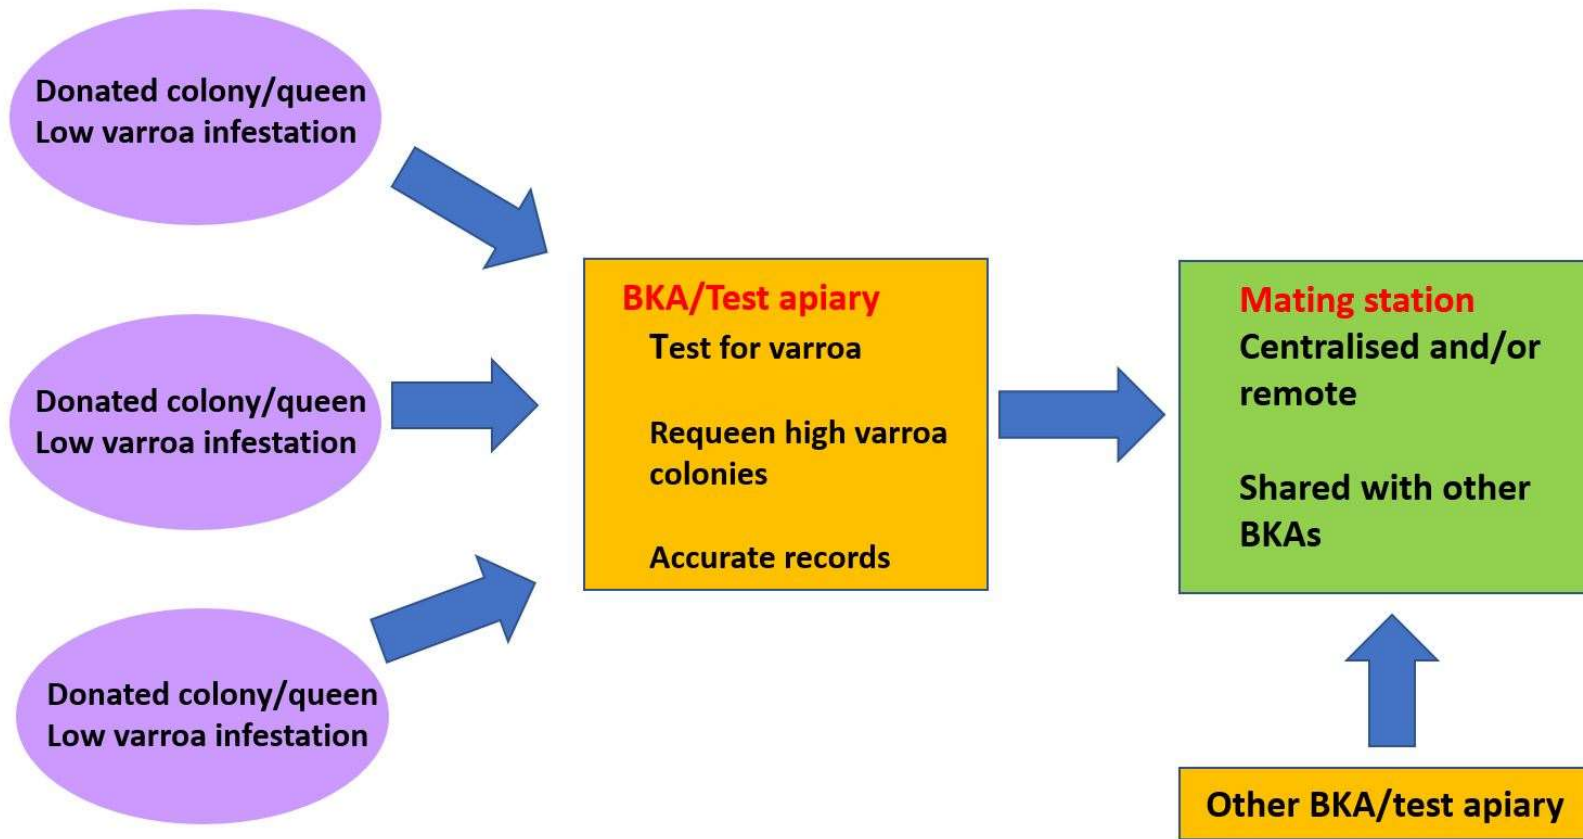 Donated colony/queen
Low varroa infestation
Donated colony/queen
Low varroa infestation
Donated colony/queen
Low varroa infestation
BKA/Test apiary
Test for varroa
Requeen high varroa
colonies
Accurate records
Mating station
Centralised and/or
remote
Shared with other
BKAs
Other BKA/test apiary